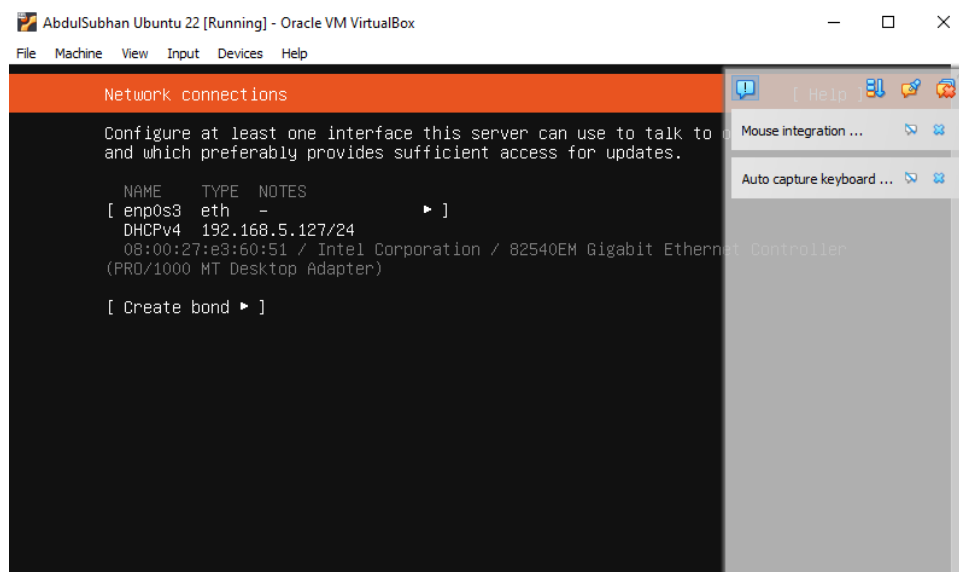 AbdulSubhan Ubuntu 22 [Running] - Oracle VM VirtualBox
File Machine View Input Devices Help
Network connections [ Help ]
Configure at least one interface this server can use to talk to
and which preferably provides sufficient access for updates.
NAME TYPE NOTES
[ enp0s3 eth - ▸ ]
DHCPv4 192.168.5.127/24
08:00:27:e3:60:51 / Intel Corporation / 82540EM Gigabit Ethernet Controller
(PRO/1000 MT Desktop Adapter)
[ Create bond ▸ ]
Mouse integration ...
Auto capture keyboard ...